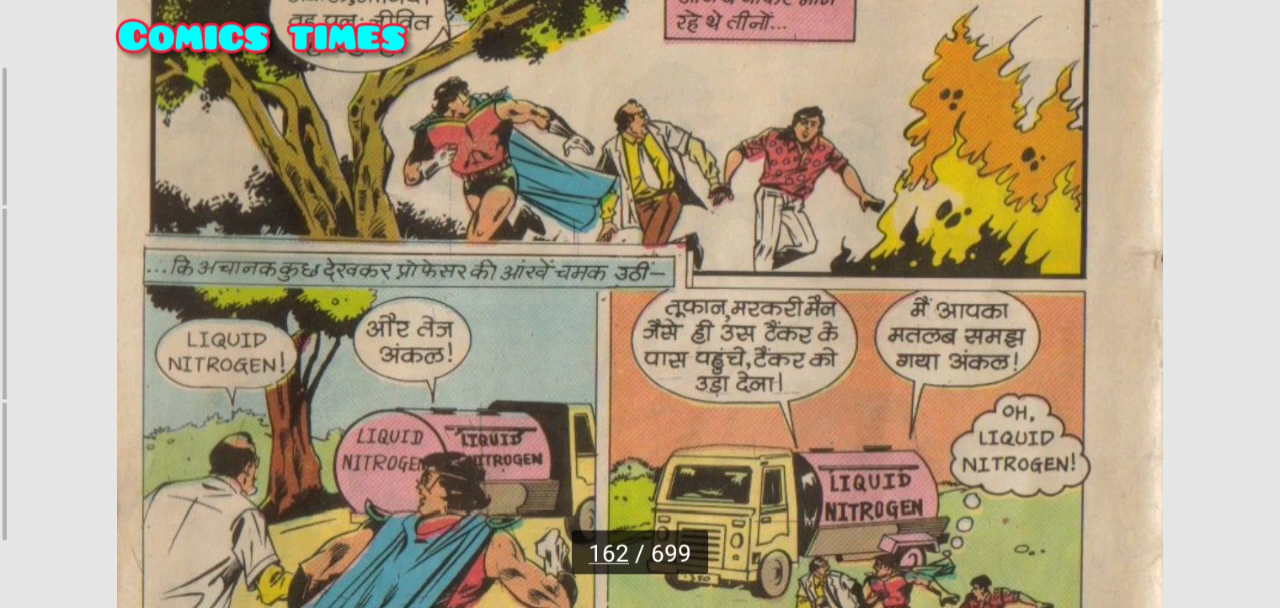 COMICS TIMES
रहे थे तीनों...
...कि अचानक कुछ देखकर प्रोफेसर की आंखें चमक उठीं—
LIQUID
NITROGEN!
और तेज
अंकल!
LIQUID
NITROGEN
LIQUID
NITROGEN
तूफान, मरकरीमैन
जैसे ही उस टैंकर के
पास पहुंचे, टैंकर को
उड़ा देना!
मैं आपका
मतलब समझ
गया अंकल!
OH,
LIQUID
NITROGEN!
LIQUID
NITROGEN
162 / 699